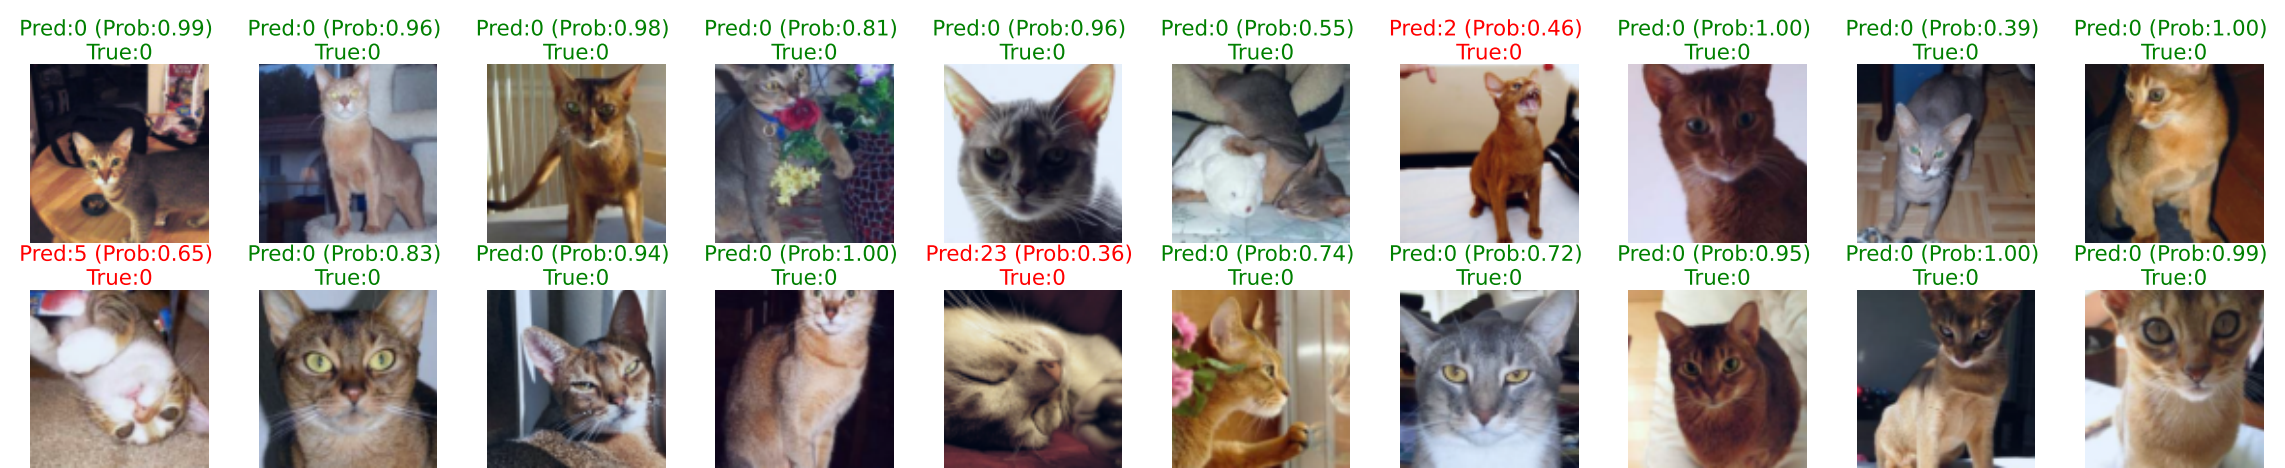 Pred:0 (Prob:0.99)
True:0
Pred:0 (Prob:0.96)
True:0
Pred:0 (Prob:0.98)
True:0
Pred:0 (Prob:0.81)
True:0
Pred:0 (Prob:0.96)
True:0
Pred:0 (Prob:0.55)
True:0
Pred:2 (Prob:0.46)
True:0
Pred:0 (Prob:1.00)
True:0
Pred:0 (Prob:0.39)
True:0
Pred:0 (Prob:1.00)
True:0
Pred:5 (Prob:0.65)
True:0
Pred:0 (Prob:0.83)
True:0
Pred:0 (Prob:0.94)
True:0
Pred:0 (Prob:1.00)
True:0
Pred:23 (Prob:0.36)
True:0
Pred:0 (Prob:0.74)
True:0
Pred:0 (Prob:0.72)
True:0
Pred:0 (Prob:0.95)
True:0
Pred:0 (Prob:1.00)
True:0
Pred:0 (Prob:0.99)
True:0